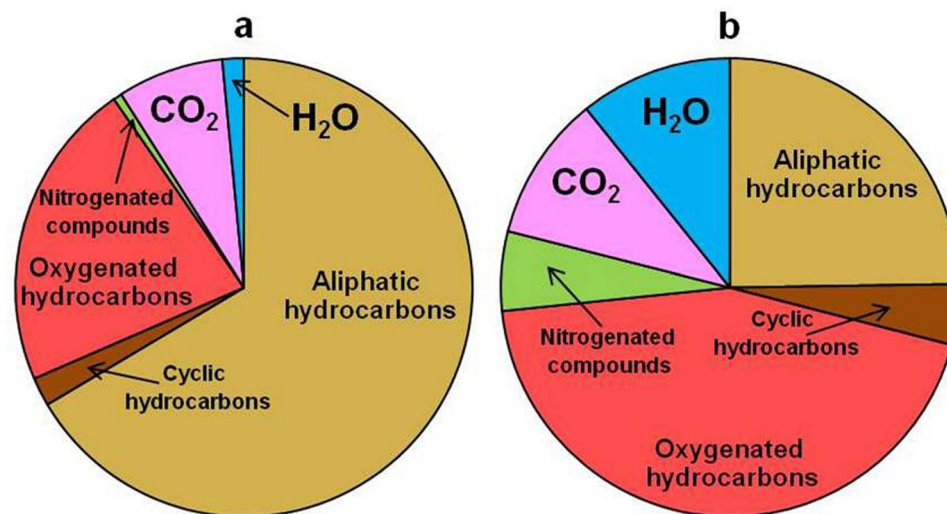 a
CO₂
H₂O
Nitrogenated
compounds
Oxygenated
hydrocarbons
Aliphatic
hydrocarbons
Cyclic
hydrocarbons
b
H₂O
Aliphatic
hydrocarbons
CO₂
Cyclic
hydrocarbons
Nitrogenated
compounds
Oxygenated
hydrocarbons